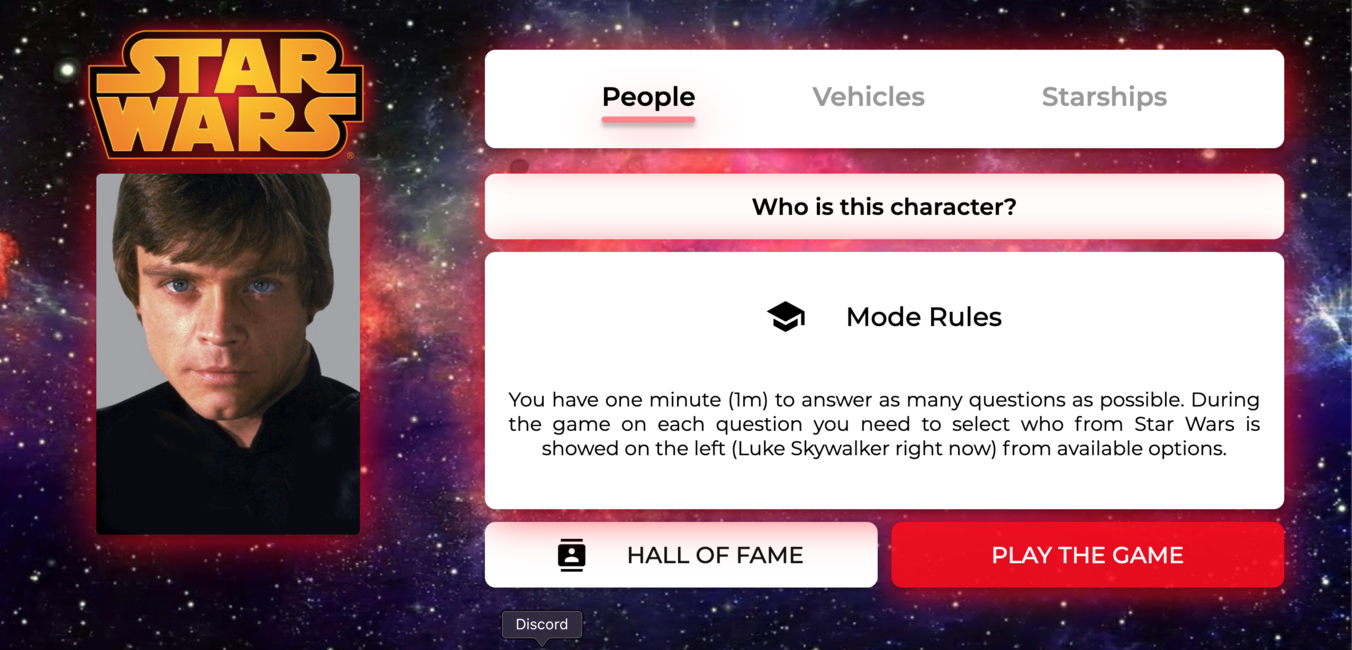 STAR
WARS
®
People Vehicles Starships
Who is this character?
Mode Rules
You have one minute (1m) to answer as many questions as possible. During
the game on each question you need to select who from Star Wars is
showed on the left (Luke Skywalker right now) from available options.
HALL OF FAME
PLAY THE GAME
Discord